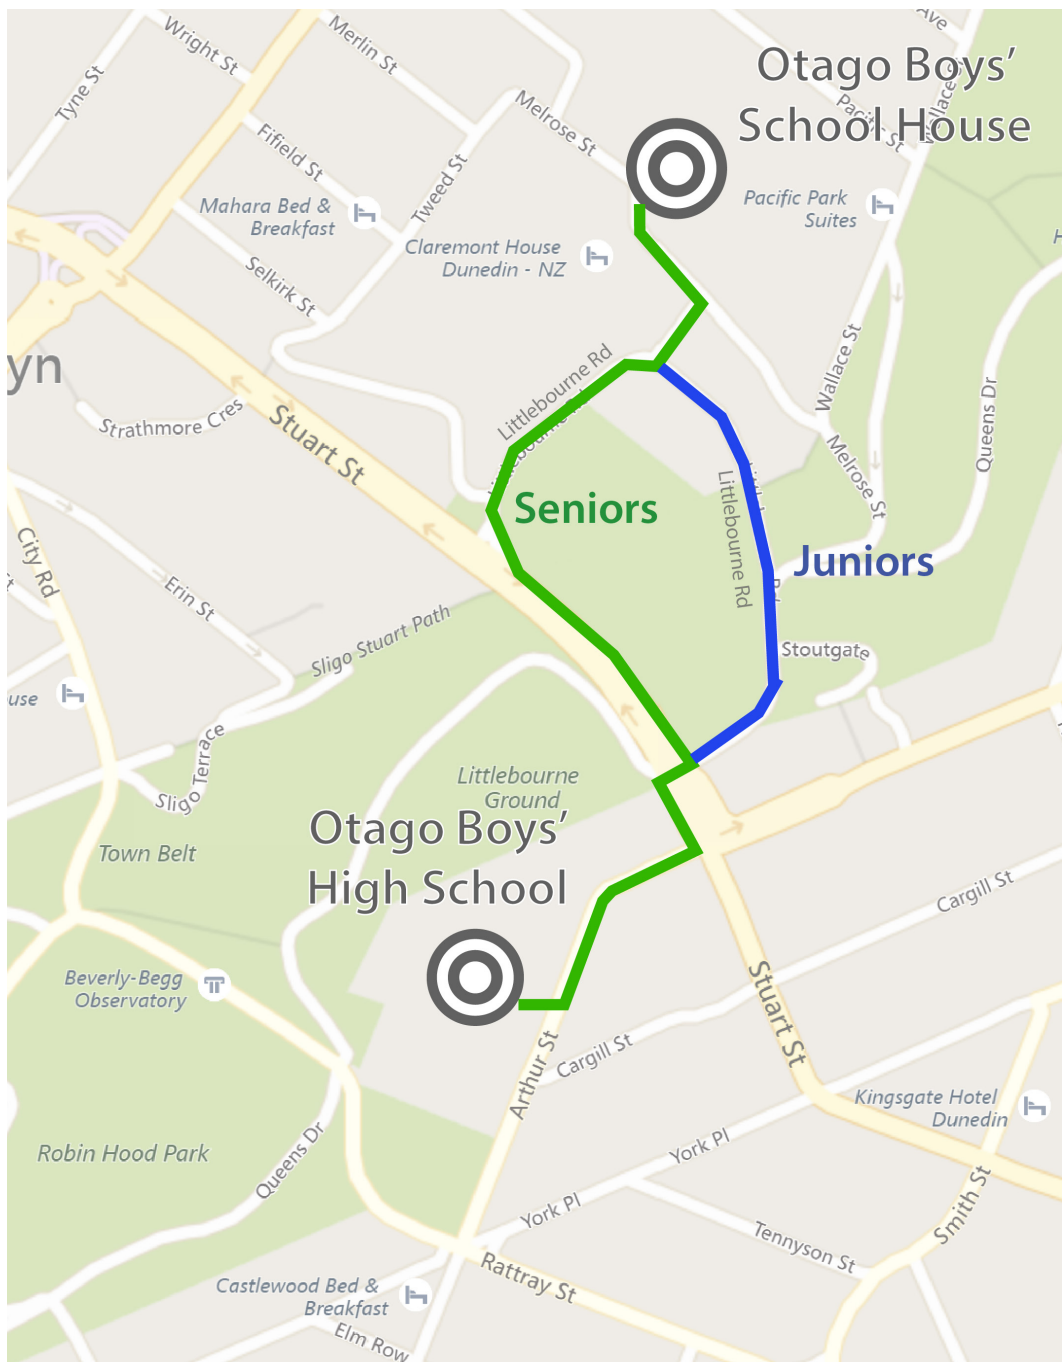 Ave
Wright St
Merlin St
Otago Boys'
School House
Wallace S
Tyne St
Melrose St
Pacific St
Fifield St
Tweed St
Mahara Bed &
Breakfast
Pacific Park
Suites
Claremont House
Dunedin - NZ
H
Selkirk St
yn
Littlebourne Rd
Wallace St
Strathmore Cres
Stuart St
Queens Dr
Melrose St
Seniors
Littlebourne Rd
Juniors
City Rd
Erin St
Sligo Stuart Path
Stoutgate
use
Sligo Terrace
Littlebourne
Ground
Otago Boys'
High School
Town Belt
Cargill St
Beverly-Begg
Observatory
Stuart St
Arthur St
Cargill St
Kingsgate Hotel
Dunedin
Robin Hood Park
Queens Dr
York Pl
York Pl
Smith St
Tennyson St
Rattray St
Castlewood Bed &
Breakfast
Elm Row